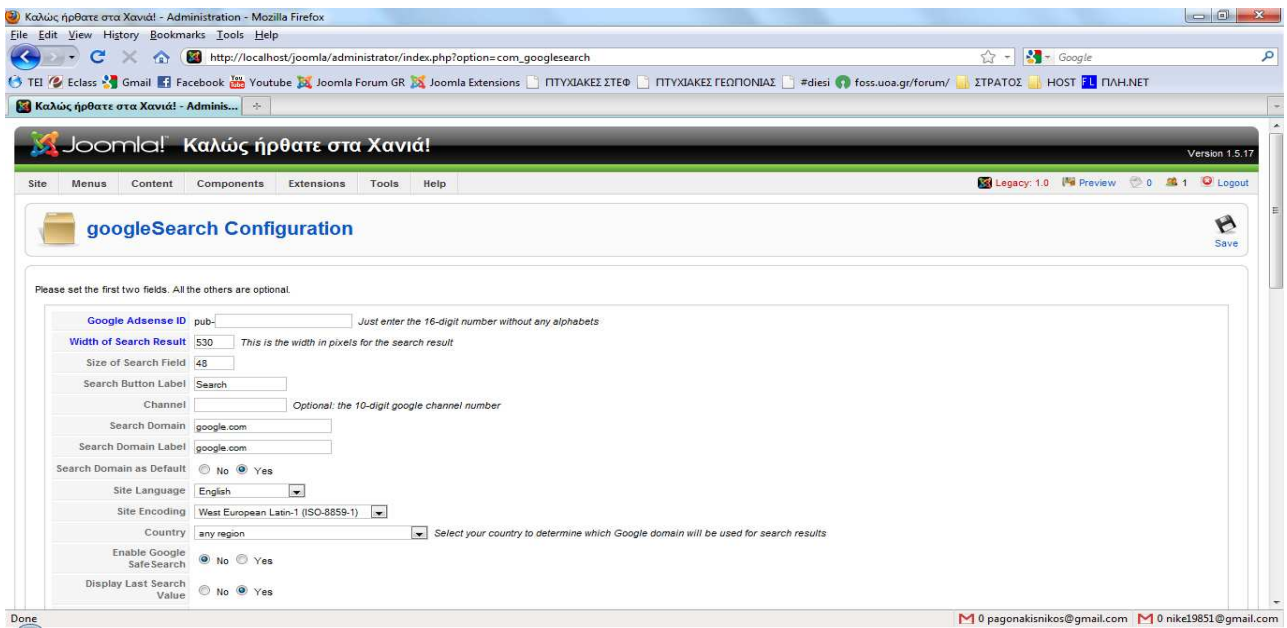 Καλώς ήρθατε στα Χανιά! - Administration - Mozilla Firefox
File Edit View History Bookmarks Tools Help
http://localhost/joomla/administrator/index.php?option=com_googlesearch
Google
TEI Eclass Gmail Facebook Youtube Joomla Forum GR Joomla Extensions ΠΤΥΧΙΑΚΕΣ ΣΤΕΦ ΠΤΥΧΙΑΚΕΣ ΓΕΩΠΟΝΙΑΣ #diesi foss.uoa.gr/forum/ ΣΤΡΑΤΟΣ HOST FL ΠΛΗ.ΝΕΤ
Καλώς ήρθατε στα Χανιά! - Adminis...
Joomla! Καλώς ήρθατε στα Χανιά!
Version 1.5.17
Site Menus Content Components Extensions Tools Help Legacy: 1.0 Preview 0 1 Logout
googleSearch Configuration
Save
Please set the first two fields. All the others are optional.
Google Adsense ID pub- Just enter the 16-digit number without any alphabets
Width of Search Result 530 This is the width in pixels for the search result
Size of Search Field 48
Search Button Label Search
Channel Optional: the 10-digit google channel number
Search Domain google.com
Search Domain Label google.com
Search Domain as Default No Yes
Site Language English
Site Encoding West European Latin-1 (ISO-8859-1)
Country any region Select your country to determine which Google domain will be used for search results
Enable Google
SafeSearch No Yes
Display Last Search
Value No Yes
Done
0 pagonakisnikos@gmail.com 0 nike19851@gmail.com